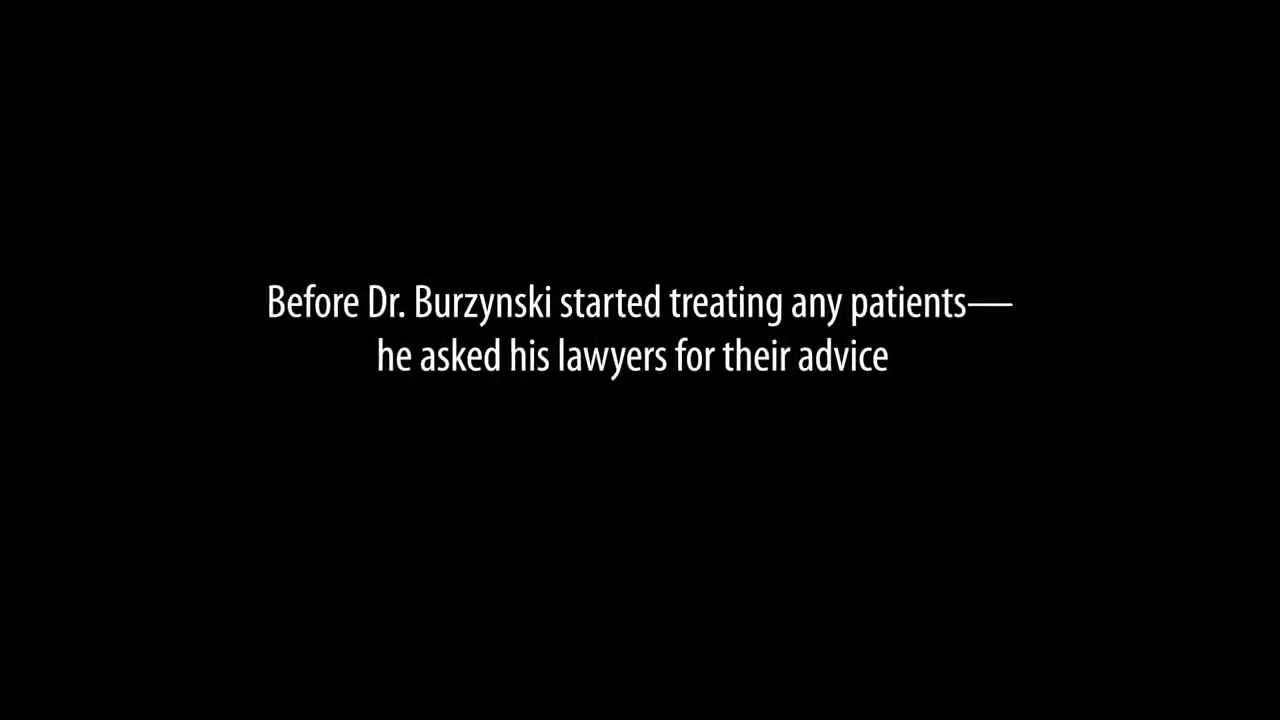 Before Dr. Burzynski started treating any patients—
he asked his lawyers for their advice